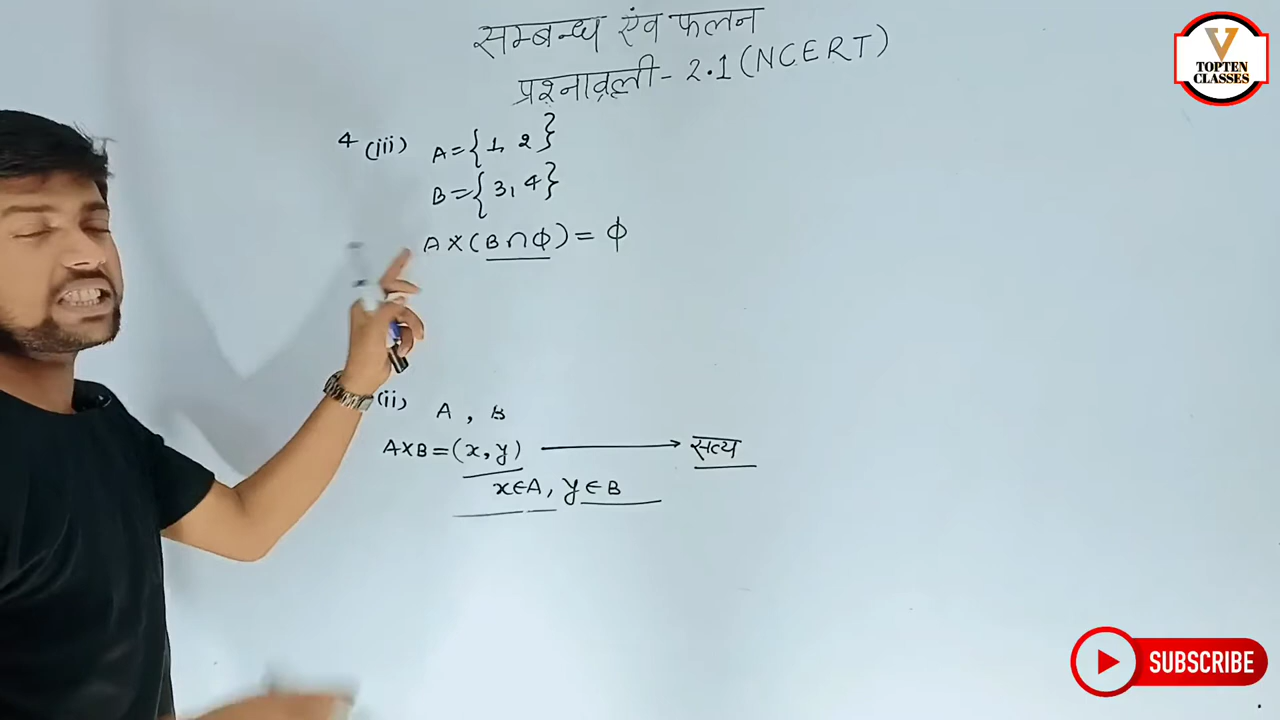 सम्बन्ध एंव फलन
प्रश्नावली - 2.1 (NCERT)
4 (iii) A = {1, 2}
B = {3, 4}
A × (B ∩ ϕ) = ϕ
(ii) A , B
A×B = (x, y) ⟶ सत्य
x ∈ A, y ∈ B
V
TOPTEN
CLASSES
SUBSCRIBE